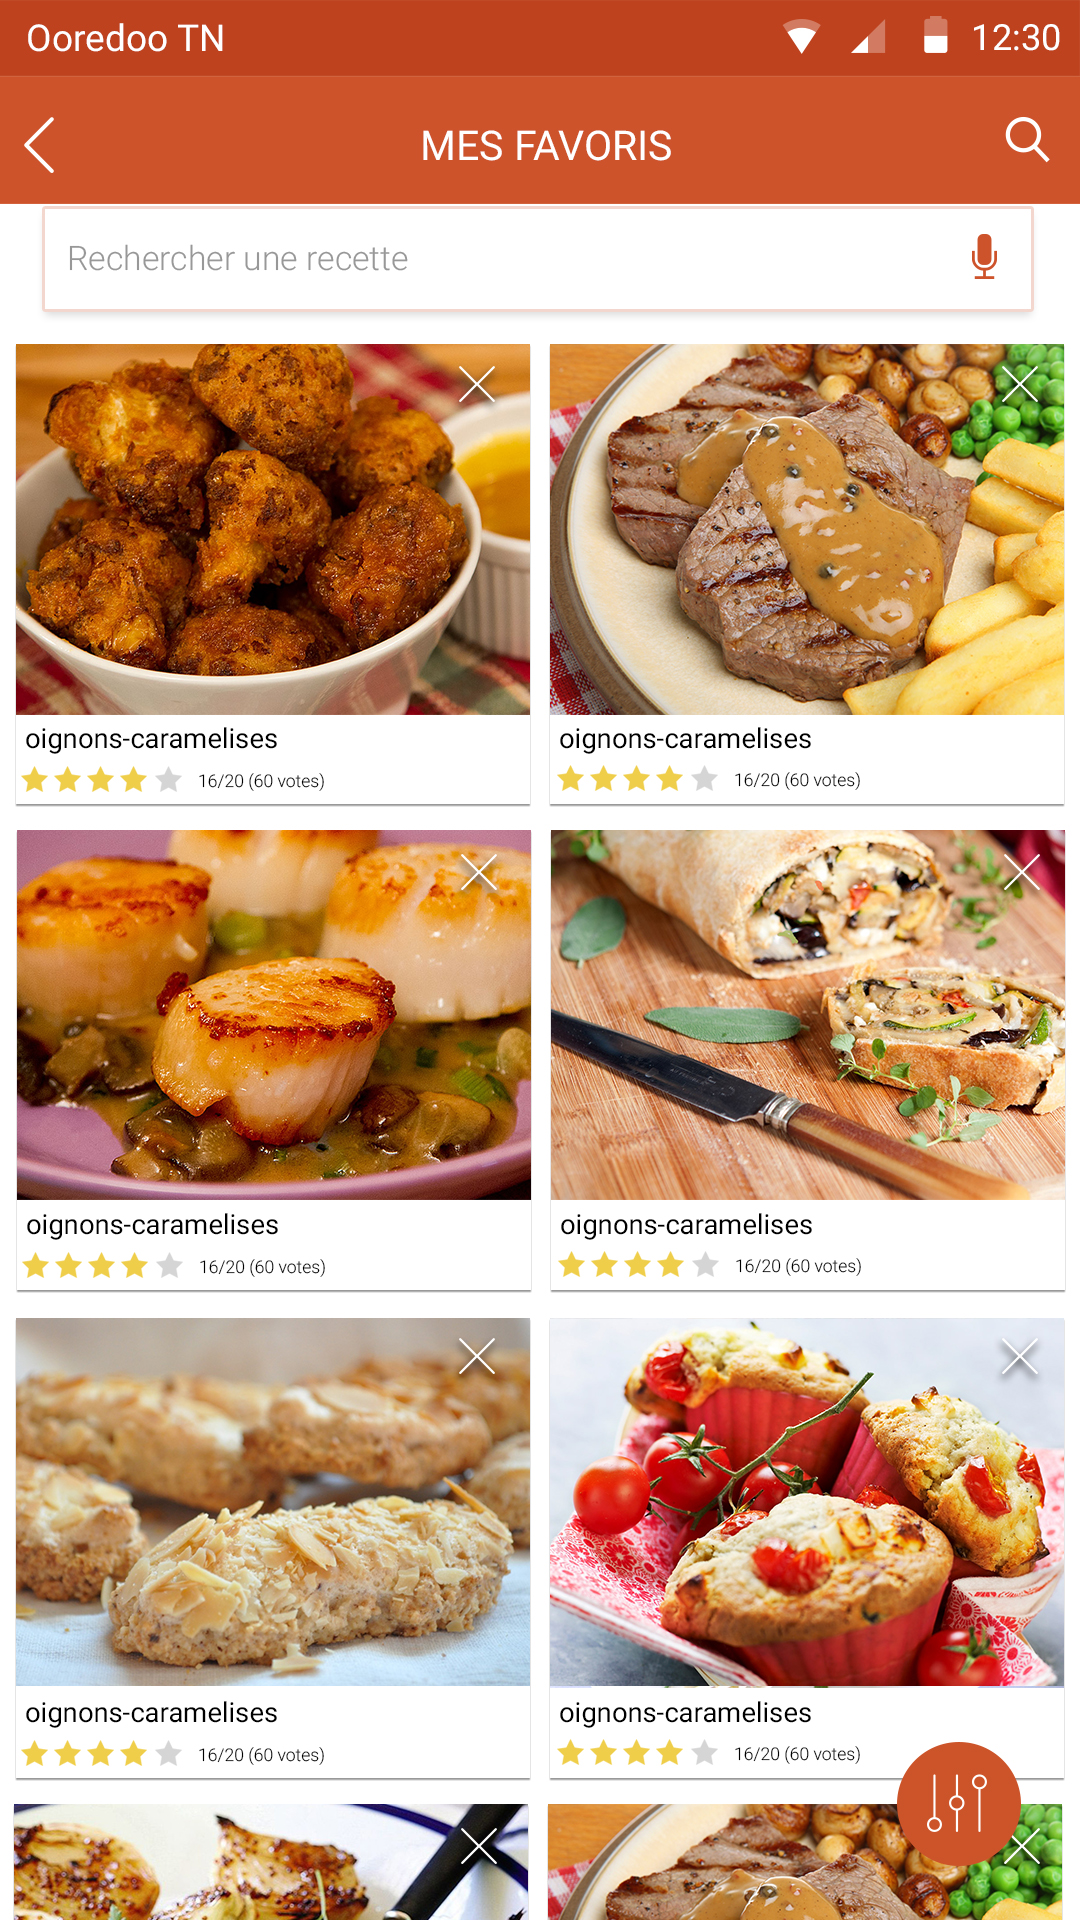 Ooredoo TN 12:30
MES FAVORIS
Rechercher une recette
oignons-caramelises oignons-caramelises
16/20 (60 votes) 16/20 (60 votes)
oignons-caramelises oignons-caramelises
16/20 (60 votes) 16/20 (60 votes)
oignons-caramelises oignons-caramelises
16/20 (60 votes) 16/20 (60 votes)